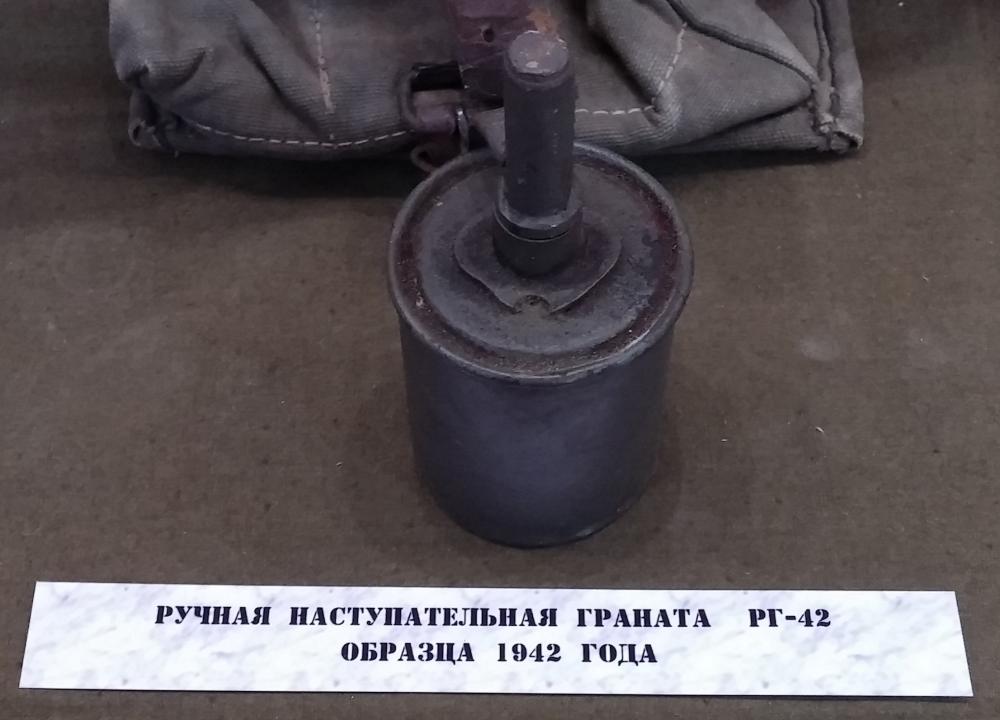 РУЧНАЯ НАСТУПАТЕЛЬНАЯ ГРАНАТА РГ-42
ОБРАЗЦА 1942 ГОДА